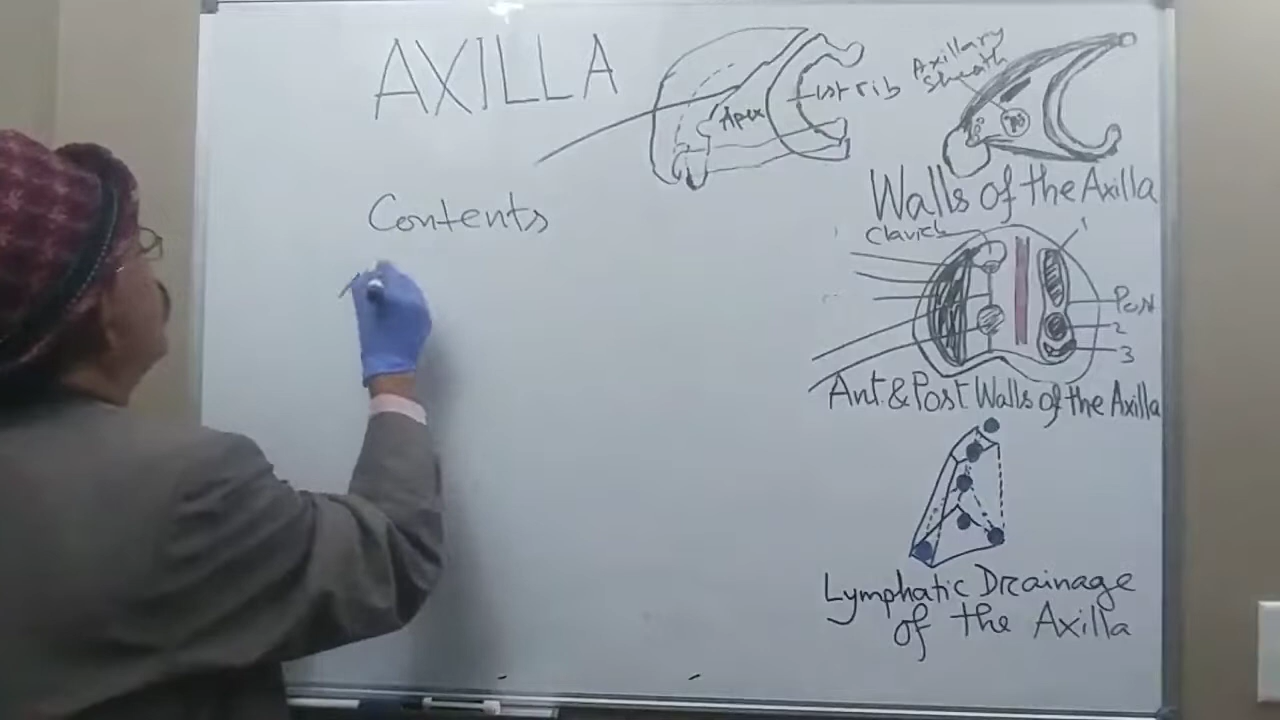 AXILLA
Apex
1st rib
Axillary
Sheath
Contents
Walls of the Axilla
Clavicle
1
Post
2
3
Ant. & Post Walls of the Axilla
Lymphatic Drainage
of the Axilla